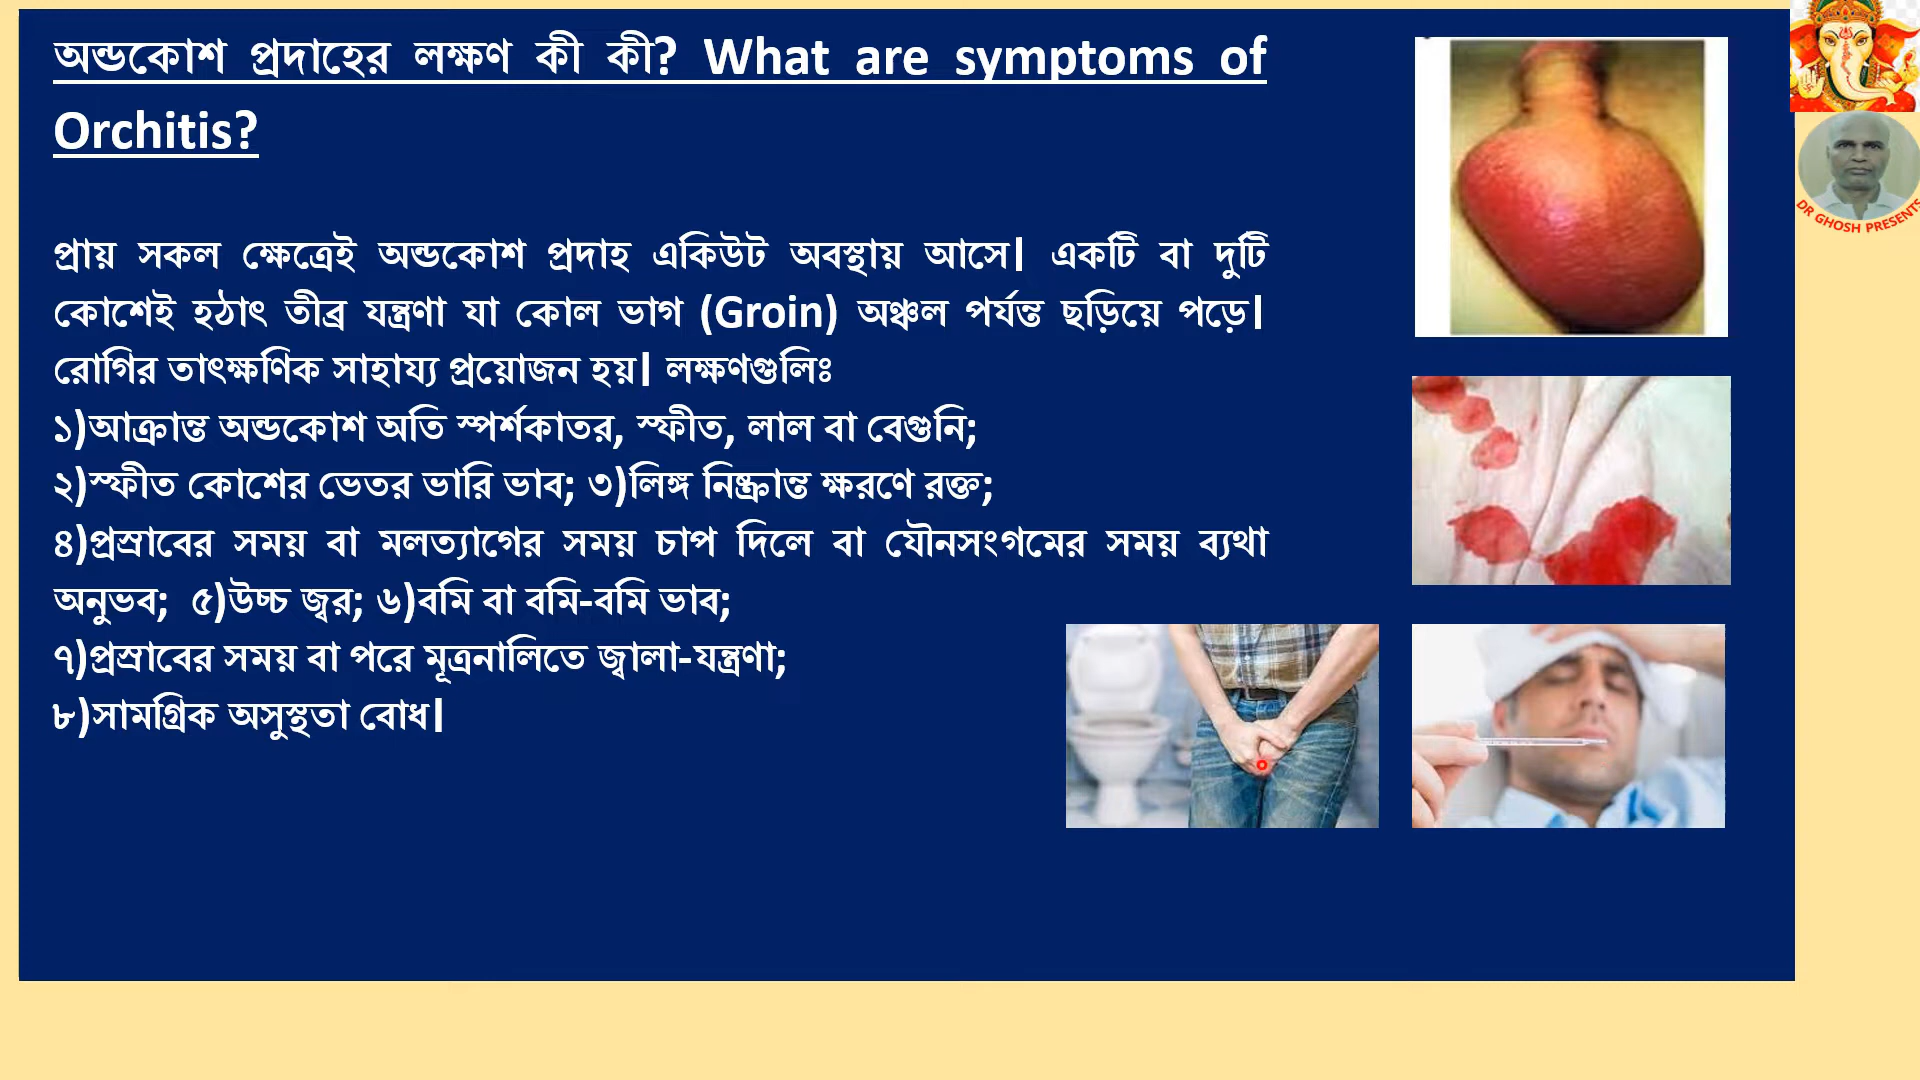 অন্ডকোশ প্রদাহের লক্ষণ কী কী? What are symptoms of
Orchitis?
প্রায় সকল ক্ষেত্রেই অন্ডকোশ প্রদাহ একিউট অবস্থায় আসে। একটি বা দুটি
কোশেই হঠাৎ তীব্র যন্ত্রণা যা কোল ভাগ (Groin) অঞ্চল পর্যন্ত ছড়িয়ে পড়ে।
রোগির তাৎক্ষণিক সাহায্য প্রয়োজন হয়। লক্ষণগুলিঃ
১)আক্রান্ত অন্ডকোশ অতি স্পর্শকাতর, স্ফীত, লাল বা বেগুনি;
২)স্ফীত কোশের ভেতর ভারি ভাব; ৩)লিঙ্গ নিষ্ক্রান্ত ক্ষরণে রক্ত;
৪)প্রস্রাবের সময় বা মলত্যাগের সময় চাপ দিলে বা যৌনসংগমের সময় ব্যথা
অনুভব; ৫)উচ্চ জ্বর; ৬)বমি বা বমি-বমি ভাব;
৭)প্রস্রাবের সময় বা পরে মূত্রনালিতে জ্বালা-যন্ত্রণা;
৮)সামগ্রিক অসুস্থতা বোধ।
DR GHOSH PRESENTS